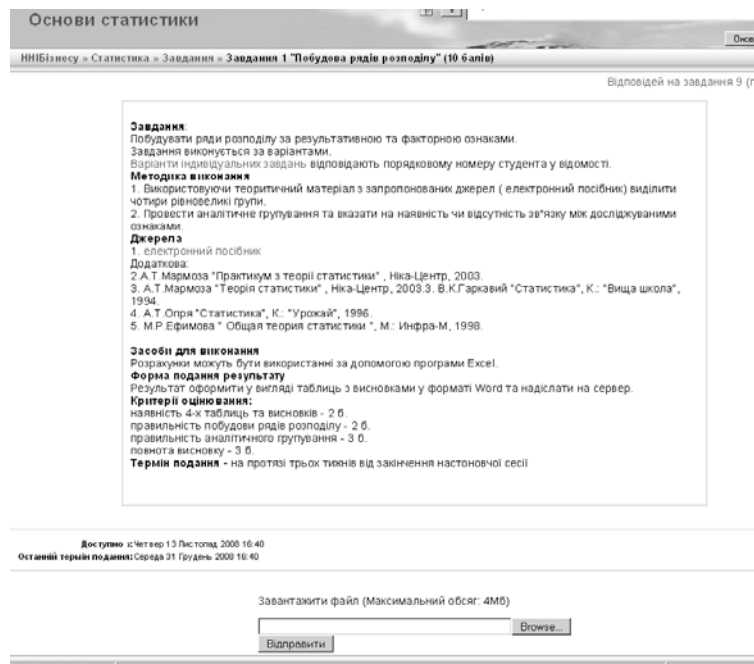 Основи статистики
Онов
ННІБізнесу » Статистика » Завдання » Завдання 1 "Побудова рядів розподілу" (10 балів)
Відповідей на завдання 9 (г
Завдання:
Побудувати ряди розподілу за результативною та факторною ознаками.
Завдання виконується за варіантами.
Варіанти індивідуальних завдань відповідають порядковому номеру студента у відомості.
Методика виконання
1. Використовуючи теоритичний матеріал з запропонованих джерел ( електронний посібник) виділити
чотири рівновеликі групи.
2. Провести аналітичне групування та вказати на наявність чи відсутність зв"язку між досліджуваними
ознаками.
Джерела
1. електронний посібник
Додаткова:
2.А.Т.Мармоза "Практикум з теорії статистики" , Ніка-Центр, 2003.
3. А.Т.Мармоза "Теорія статистики" , Ніка-Центр, 2003.3. В.К.Гаркавий "Статистика", К.: "Вища школа",
1994.
4. А.Т.Опря "Статистика", К.: "Урожай", 1996.
5. М.Р.Ефимова " Общая теория статистики ", М.: Инфра-М, 1998.
Засоби для виконання
Розрахунки можуть бути використанні за допомогою програми Excel.
Форма подання результату
Результат оформити у вигляді таблиць з висновками у форматі Word та надіслати на сервер.
Критерії оцінювання:
наявність 4-х таблиць та висновків - 2 б.
правильність побудови рядів розподілу - 2 б.
правильність аналітичного групування - 3 б.
повнота висновку - 3 б.
Термін подання - на протязі трьох тижнів від закінчення настоновчої сесії
Доступно з: Четвер 13 Листопад 2008 16:40
Останній термін подання: Середа 31 Грудень 2008 16:40
Завантажити файл (Максимальний обсяг: 4Мб)
Browse...
Відправити